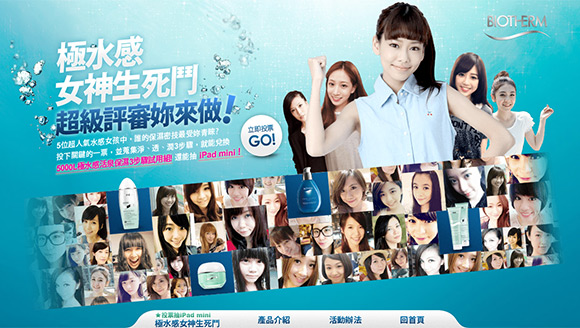 BIOTHERM
極水感
女神生死鬥
超級評審妳來做!
5位超人氣水感女孩中，誰的保濕密技最受妳青睞?
投下關鍵的一票，並蒐集淨、透、潤3步驟，就能兌換
5000L極水感活泉保濕3步驟試用組! 還能抽 iPad mini !
立即投票
GO!
★投票抽iPad mini
極水感女神生死鬥
產品介紹
活動辦法
回首頁